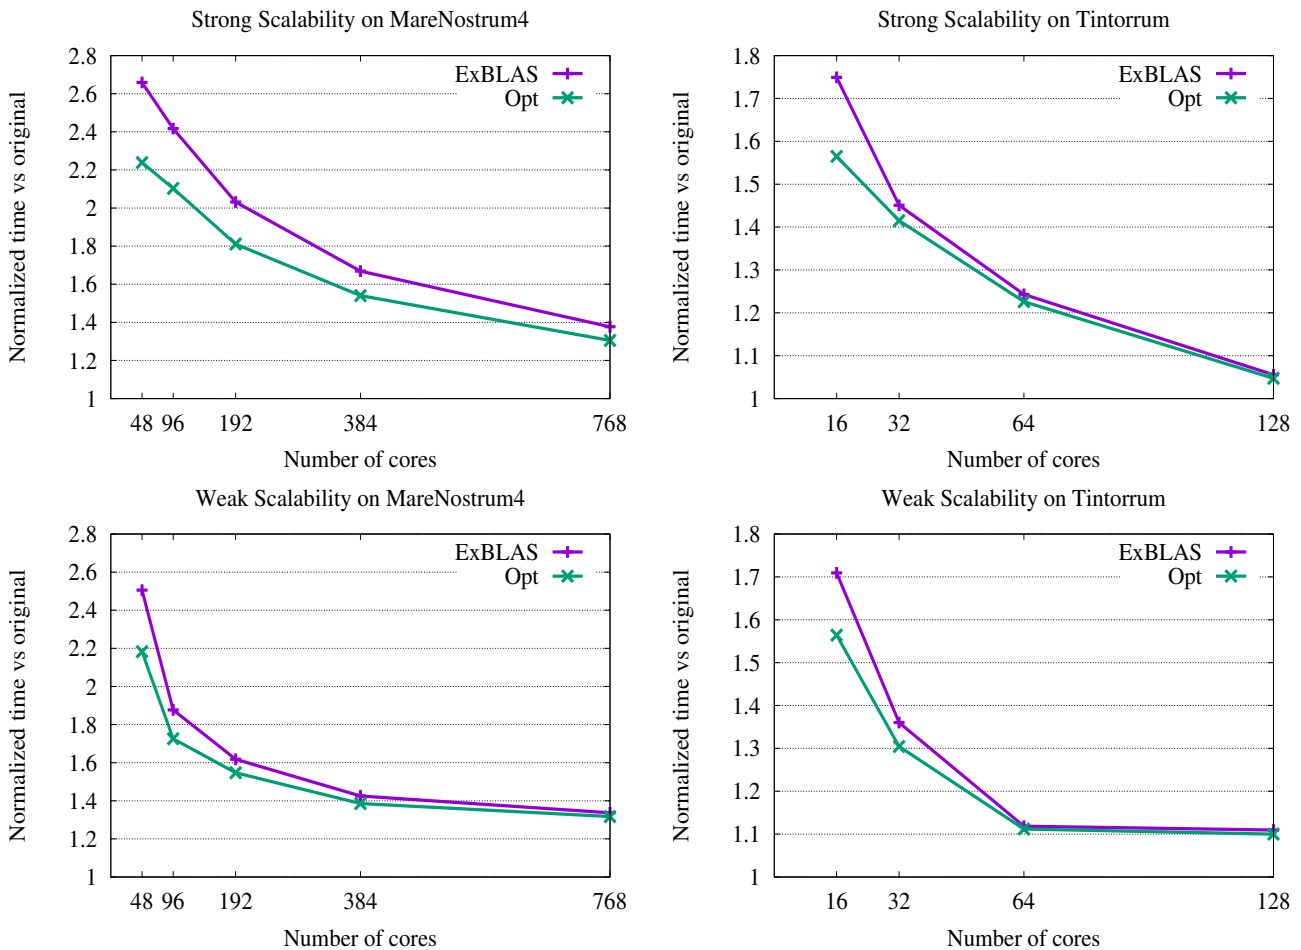 Strong Scalability on MareNostrum4
Normalized time vs original
2.8
2.6
2.4
2.2
2
1.8
1.6
1.4
1.2
1
ExBLAS
Opt
48 96 192 384 768
Number of cores
Strong Scalability on Tintorrum
Normalized time vs original
1.8
1.7
1.6
1.5
1.4
1.3
1.2
1.1
1
ExBLAS
Opt
16 32 64 128
Number of cores
Weak Scalability on MareNostrum4
Normalized time vs original
2.8
2.6
2.4
2.2
2
1.8
1.6
1.4
1.2
1
ExBLAS
Opt
48 96 192 384 768
Number of cores
Weak Scalability on Tintorrum
Normalized time vs original
1.8
1.7
1.6
1.5
1.4
1.3
1.2
1.1
1
ExBLAS
Opt
16 32 64 128
Number of cores